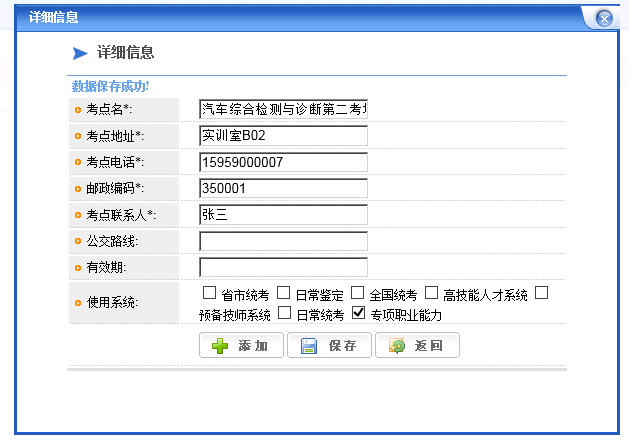 详细信息
详细信息
数据保存成功!
考点名*: 汽车综合检测与诊断第二考
考点地址*: 实训室B02
考点电话*: 15959000007
邮政编码*: 350001
考点联系人*: 张三
公交路线:
有效期:
使用系统: 省市统考 日常鉴定 全国统考 高技能人才系统
预备技师系统 日常统考 专项职业能力
添加 保存 返回